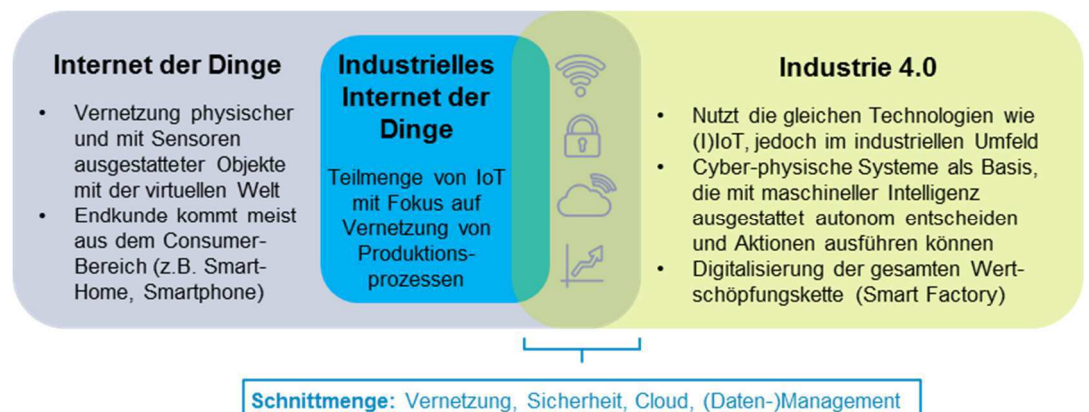 Internet der Dinge
• Vernetzung physischer
und mit Sensoren
ausgestatteter Objekte
mit der virtuellen Welt
• Endkunde kommt meist
aus dem Consumer-
Bereich (z.B. Smart-
Home, Smartphone)
Industrielles
Internet der
Dinge
Teilmenge von IoT
mit Fokus auf
Vernetzung von
Produktions-
prozessen
Industrie 4.0
• Nutzt die gleichen Technologien wie
(I)IoT, jedoch im industriellen Umfeld
• Cyber-physische Systeme als Basis,
die mit maschineller Intelligenz
ausgestattet autonom entscheiden
und Aktionen ausführen können
• Digitalisierung der gesamten Wert-
schöpfungskette (Smart Factory)
Schnittmenge: Vernetzung, Sicherheit, Cloud, (Daten-)Management